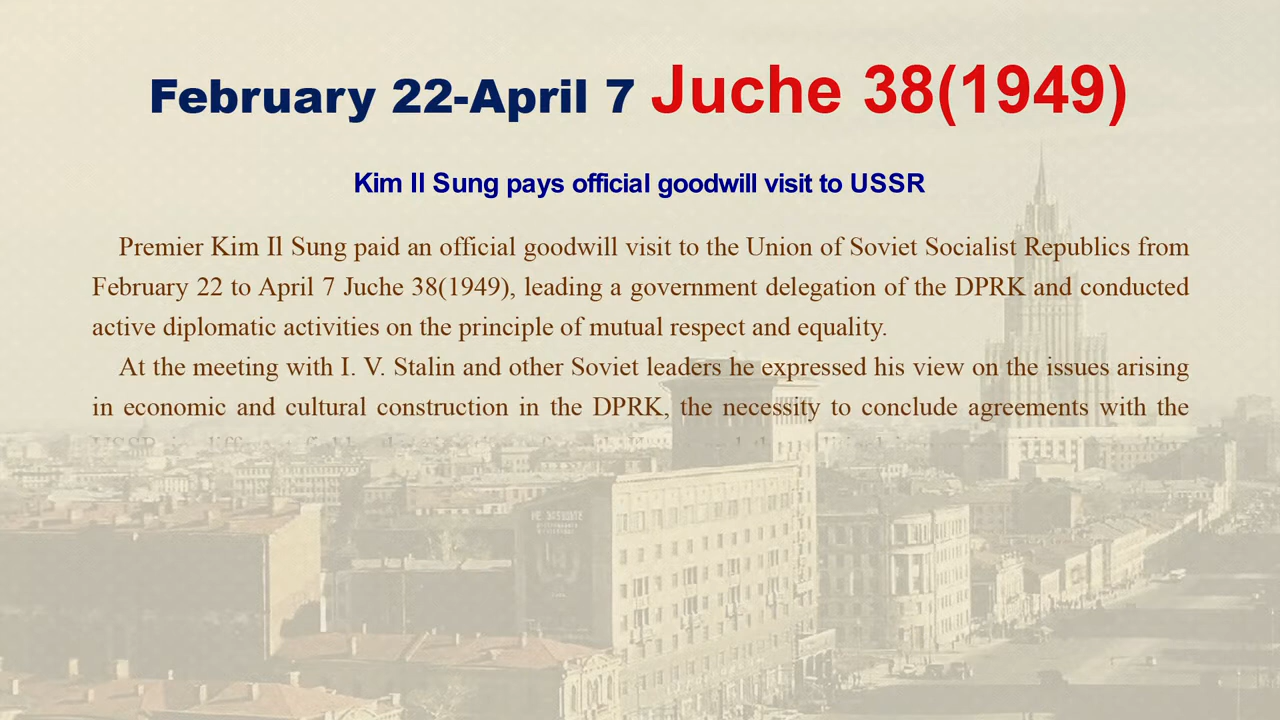 February 22-April 7 Juche 38(1949)
Kim Il Sung pays official goodwill visit to USSR
Premier Kim Il Sung paid an official goodwill visit to the Union of Soviet Socialist Republics from
February 22 to April 7 Juche 38(1949), leading a government delegation of the DPRK and conducted
active diplomatic activities on the principle of mutual respect and equality.
At the meeting with I. V. Stalin and other Soviet leaders he expressed his view on the issues arising
in economic and cultural construction in the DPRK, the necessity to conclude agreements with the